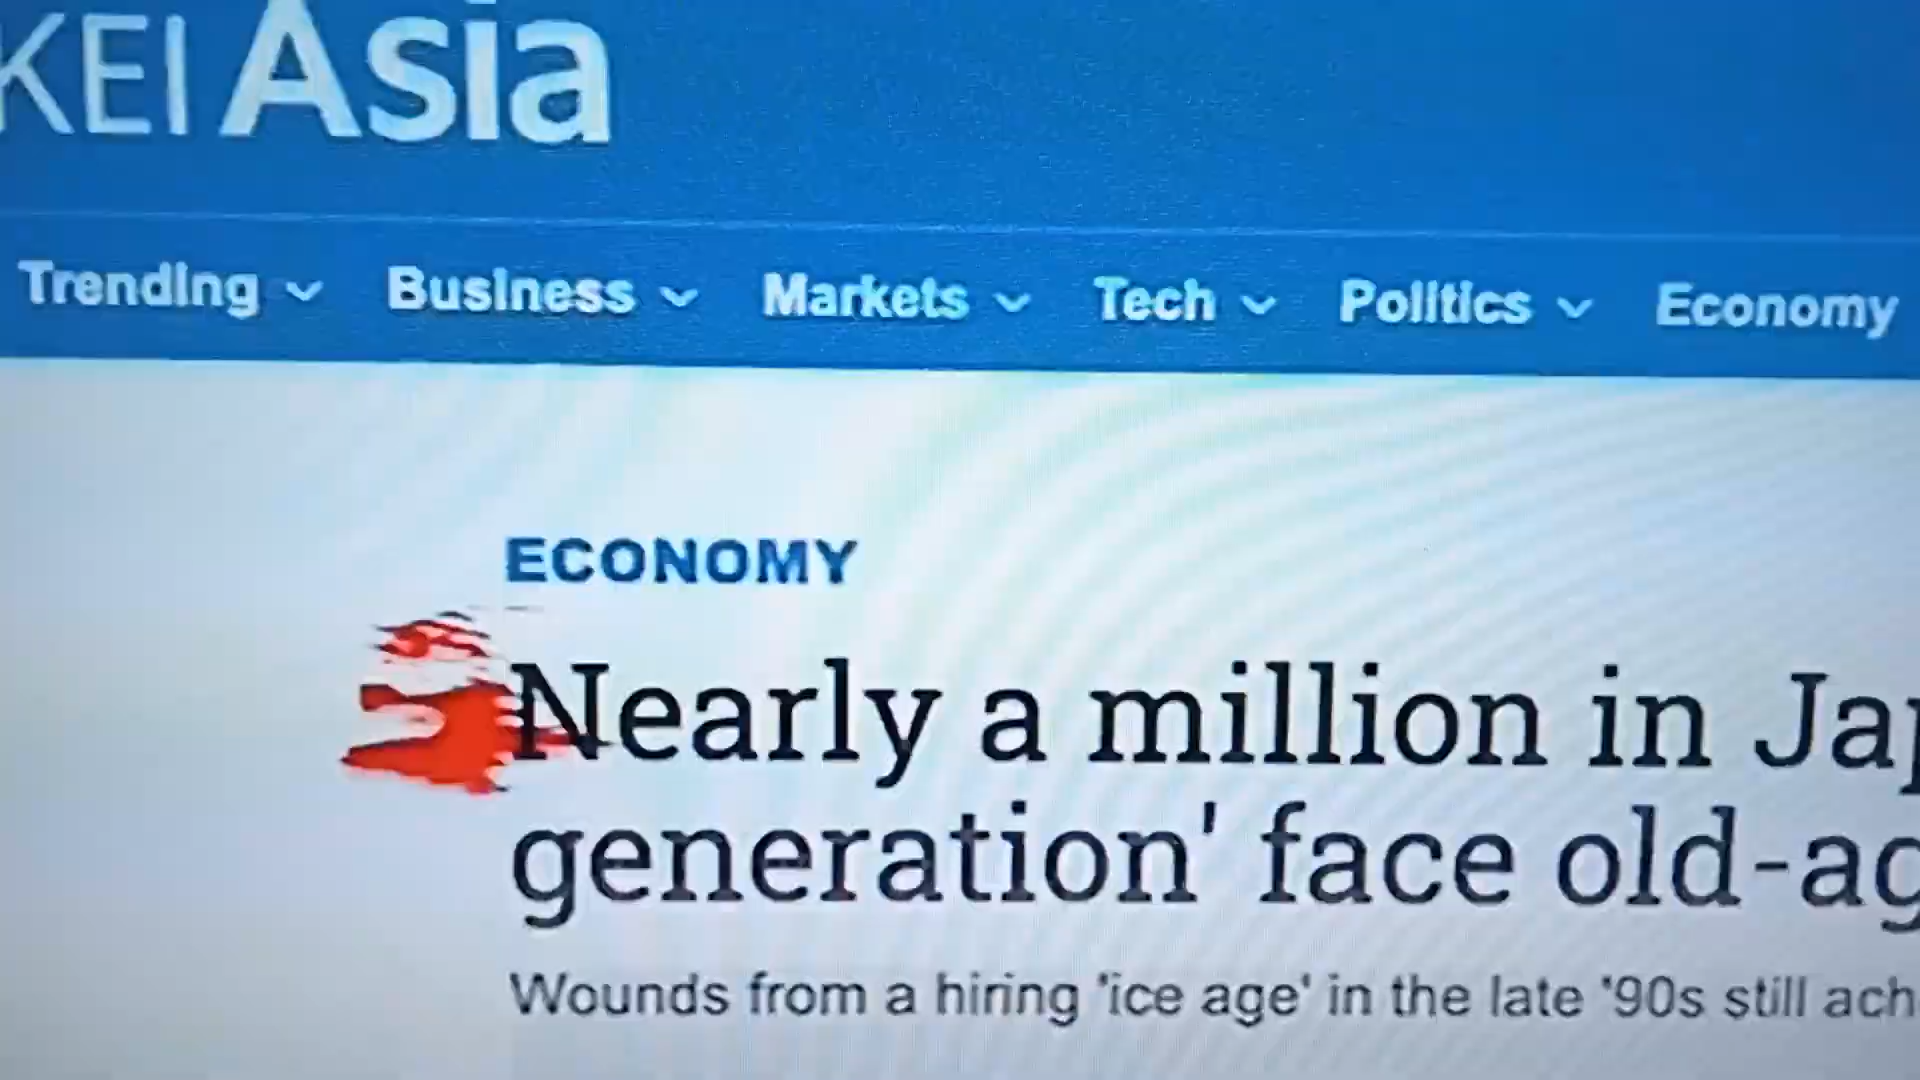 KEI Asia
Trending Business Markets Tech Politics Economy
ECONOMY
Nearly a million in Jap
generation' face old-ag
Wounds from a hiring 'ice age' in the late '90s still ach